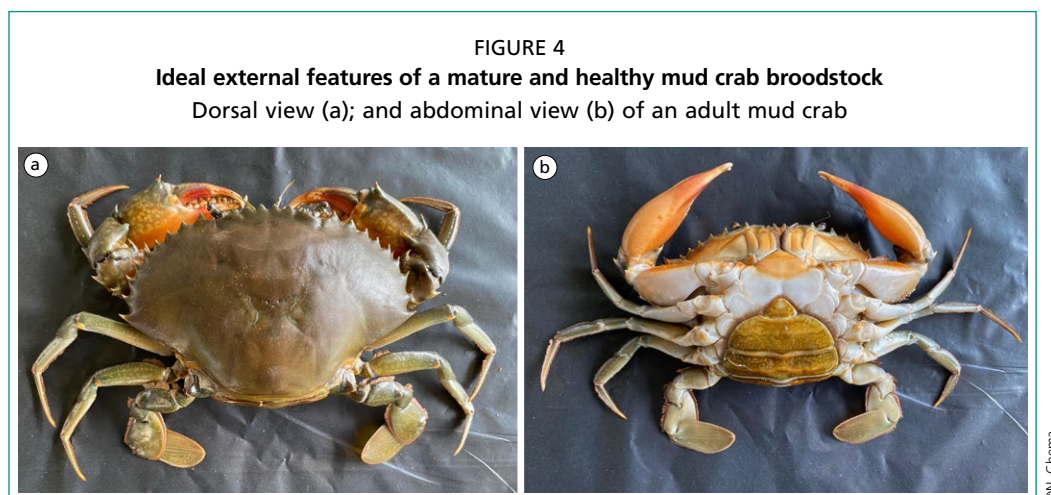 FIGURE 4
Ideal external features of a mature and healthy mud crab broodstock
Dorsal view (a); and abdominal view (b) of an adult mud crab
a
b